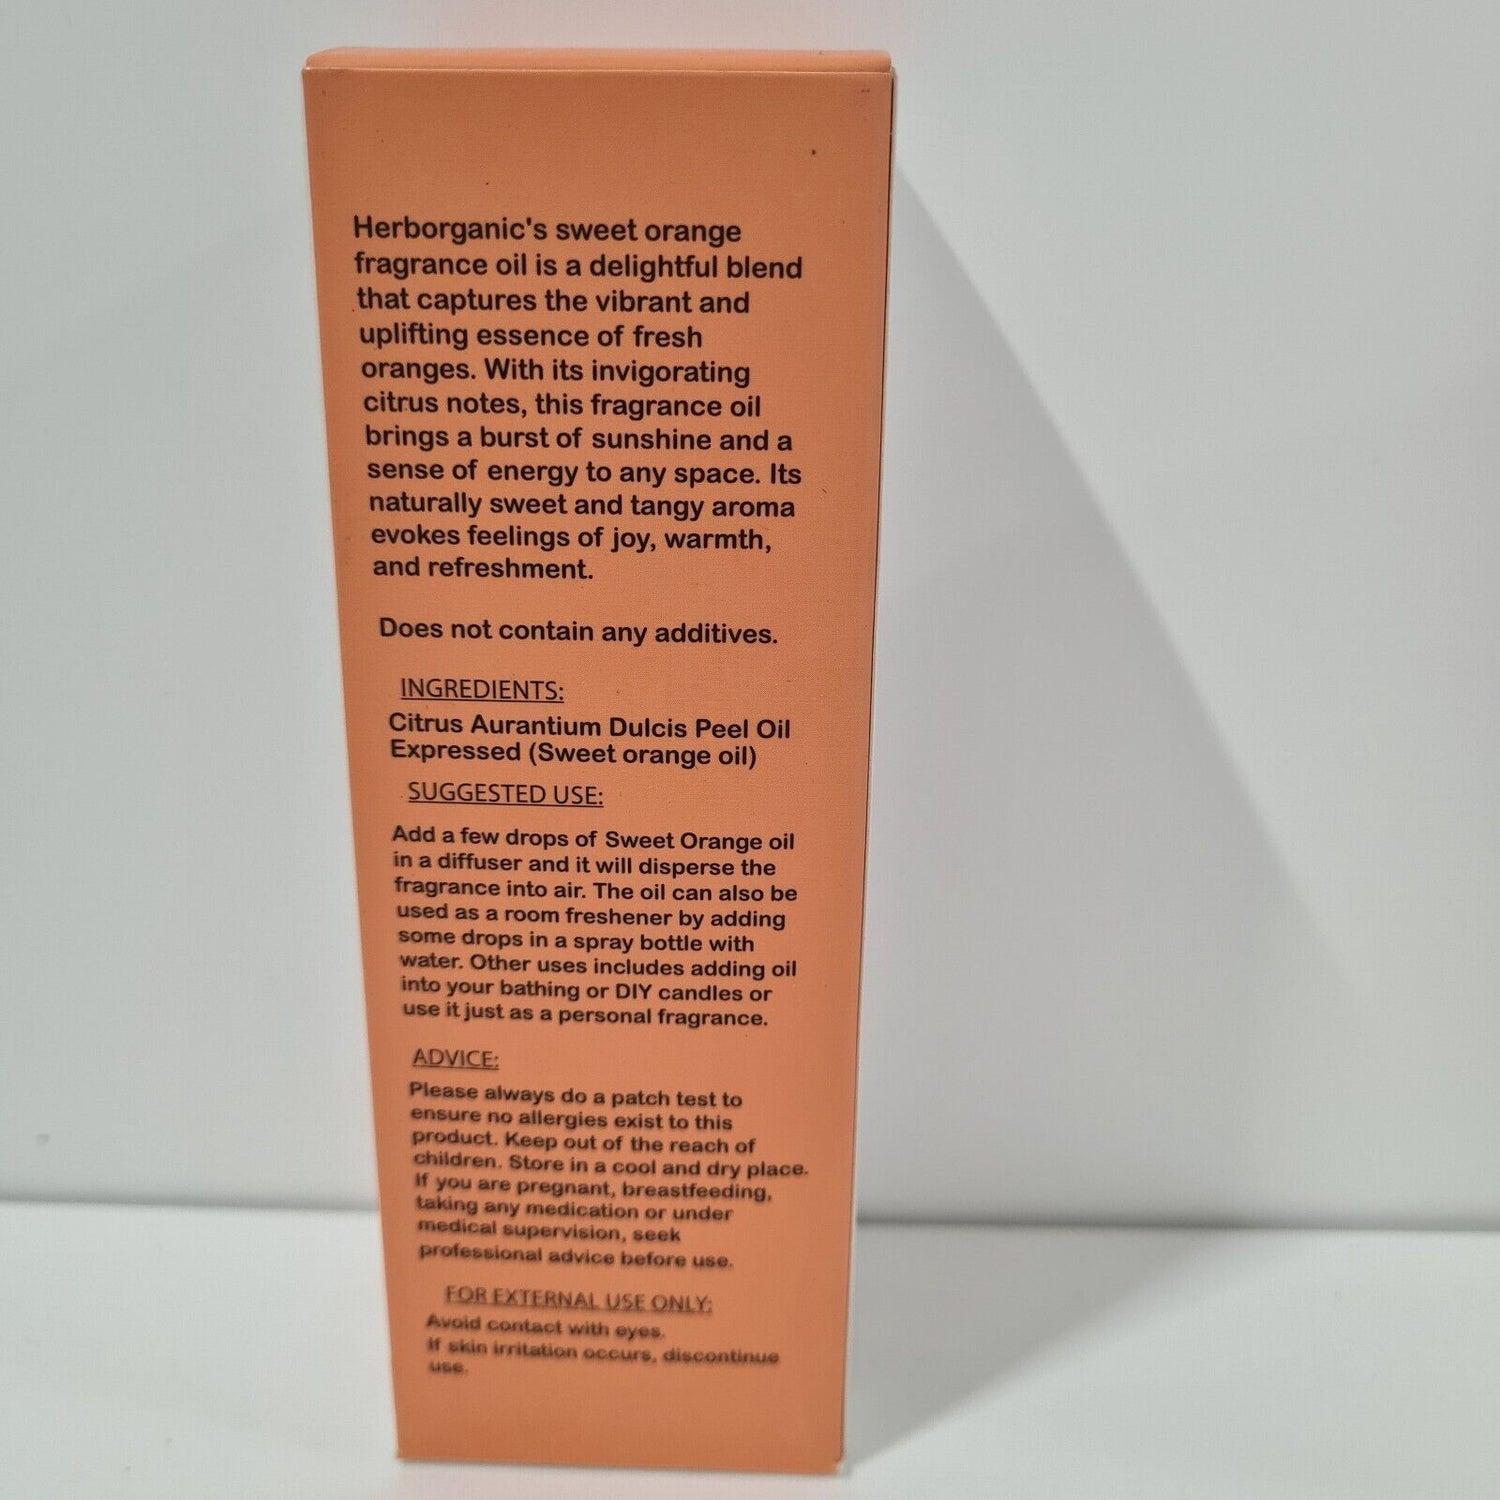 Herborganic's sweet orange
fragrance oil is a delightful blend
that captures the vibrant and
uplifting essence of fresh
oranges. With its invigorating
citrus notes, this fragrance oil
brings a burst of sunshine and a
sense of energy to any space. Its
naturally sweet and tangy aroma
evokes feelings of joy, warmth,
and refreshment.
Does not contain any additives.
INGREDIENTS:
Citrus Aurantium Dulcis Peel Oil
Expressed (Sweet orange oil)
SUGGESTED USE:
Add a few drops of Sweet Orange oil
in a diffuser and it will disperse the
fragrance into air. The oil can also be
used as a room freshener by adding
some drops in a spray bottle with
water. Other uses includes adding oil
into your bathing or DIY candles or
use it just as a personal fragrance.
ADVICE:
Please always do a patch test to
ensure no allergies exist to this
product. Keep out of the reach of
children. Store in a cool and dry place.
If you are pregnant, breastfeeding,
taking any medication or under
medical supervision, seek
professional advice before use.
FOR EXTERNAL USE ONLY:
Avoid contact with eyes.
If skin irritation occurs, discontinue
use.